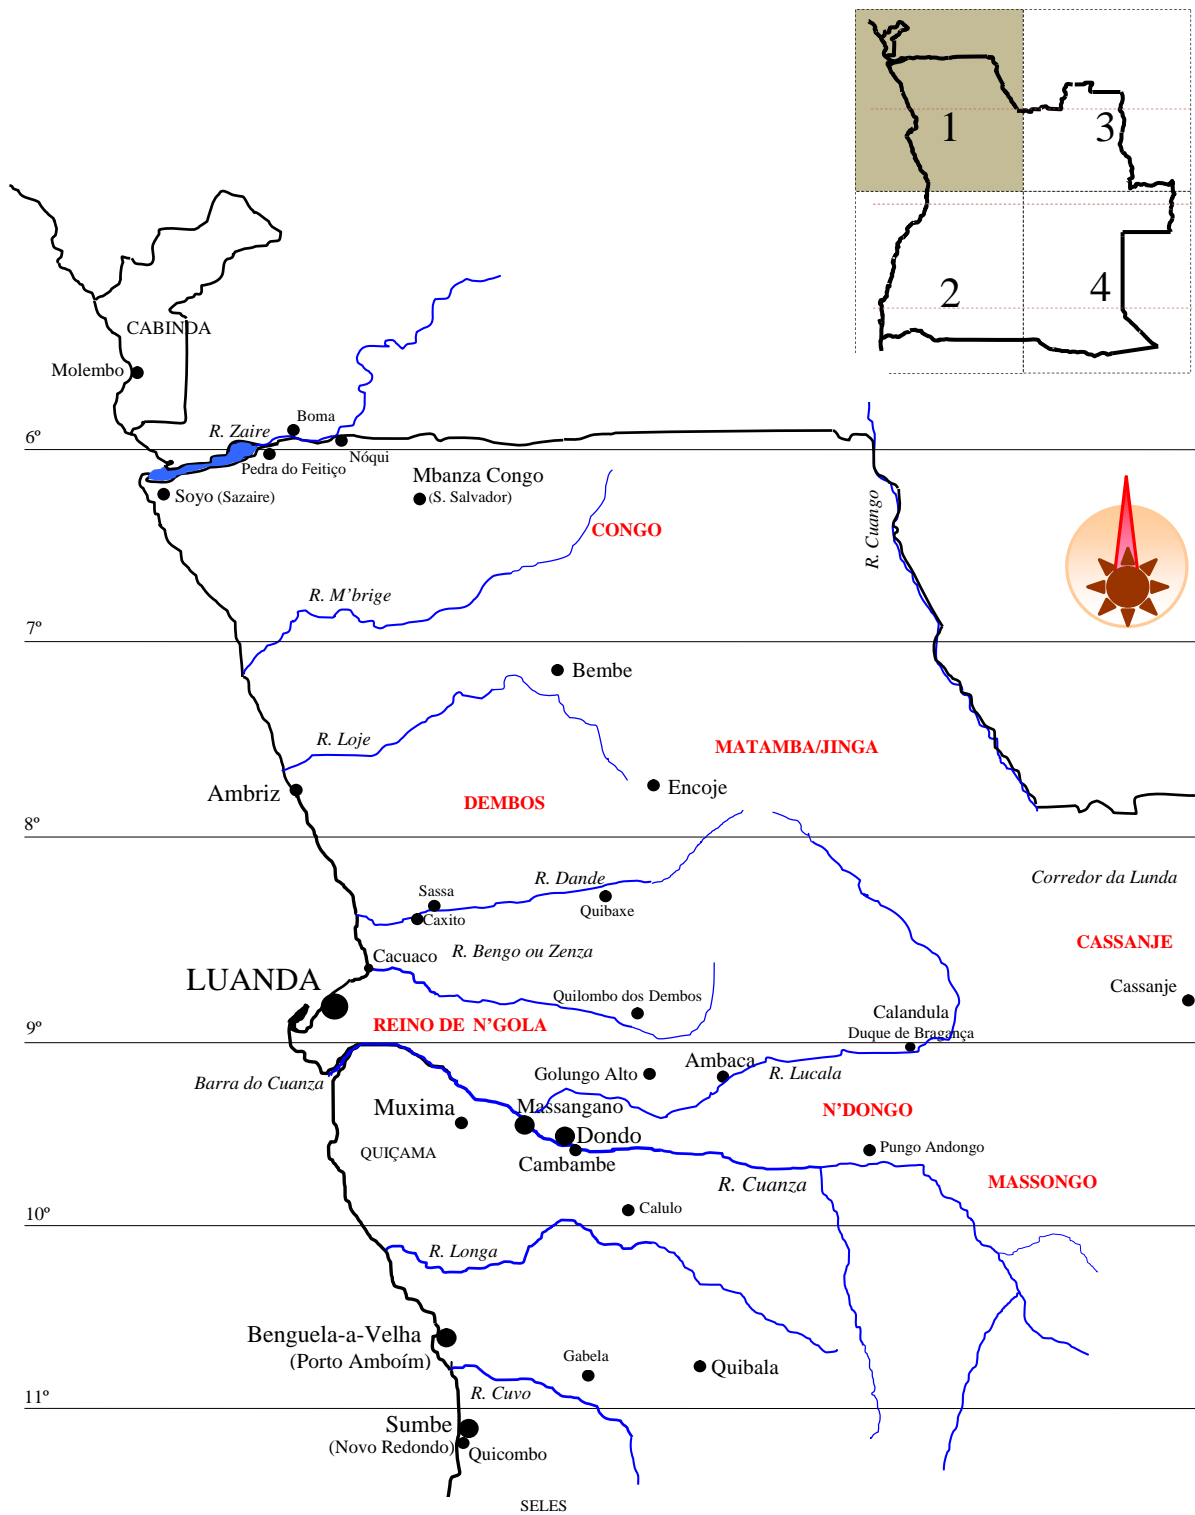 1
3
2
4
CABINDA
Molembo
Boma
R. Zaire
6º
Pedra do Feitiço
Nóqui
Mbanza Congo
(S. Salvador)
Soyo (Sazaire)
R. Cuango
CONGO
R. M'brige
7º
Bembe
R. Loje
MATAMBA/JINGA
Ambriz
Encoje
DEMBOS
8º
Sassa
R. Dande
Corredor da Lunda
Caxito
Quibaxe
CASSANJE
Cacuaco
R. Bengo ou Zenza
LUANDA
Cassanje
Quilombo dos Dembos
Calandula
REINO DE N'GOLA
Duque de Bragança
9º
Barra do Cuanza
Golungo Alto
Ambaca
R. Lucala
Muxima
Massangano
N'DONGO
Dondo
QUIÇAMA
Pungo Andongo
Cambambe
R. Cuanza
MASSONGO
10º
Calulo
R. Longa
Benguela-a-Velha
(Porto Amboím)
Gabela
Quibala
R. Cuvo
11º
Sumbe
(Novo Redondo)
Quicombo
SELES